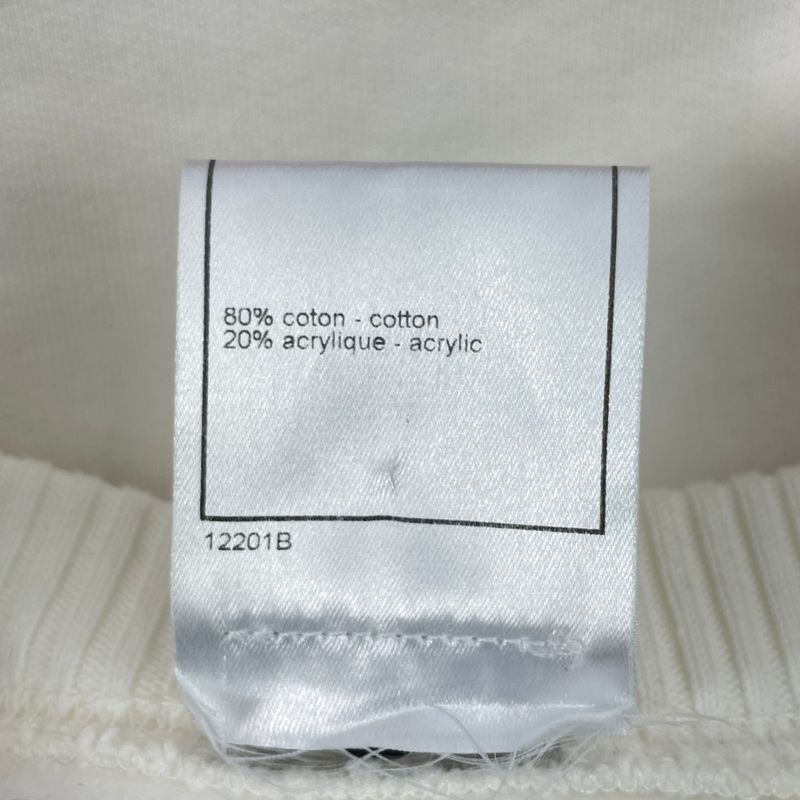 80% coton - cotton
20% acrylique - acrylic
12201B